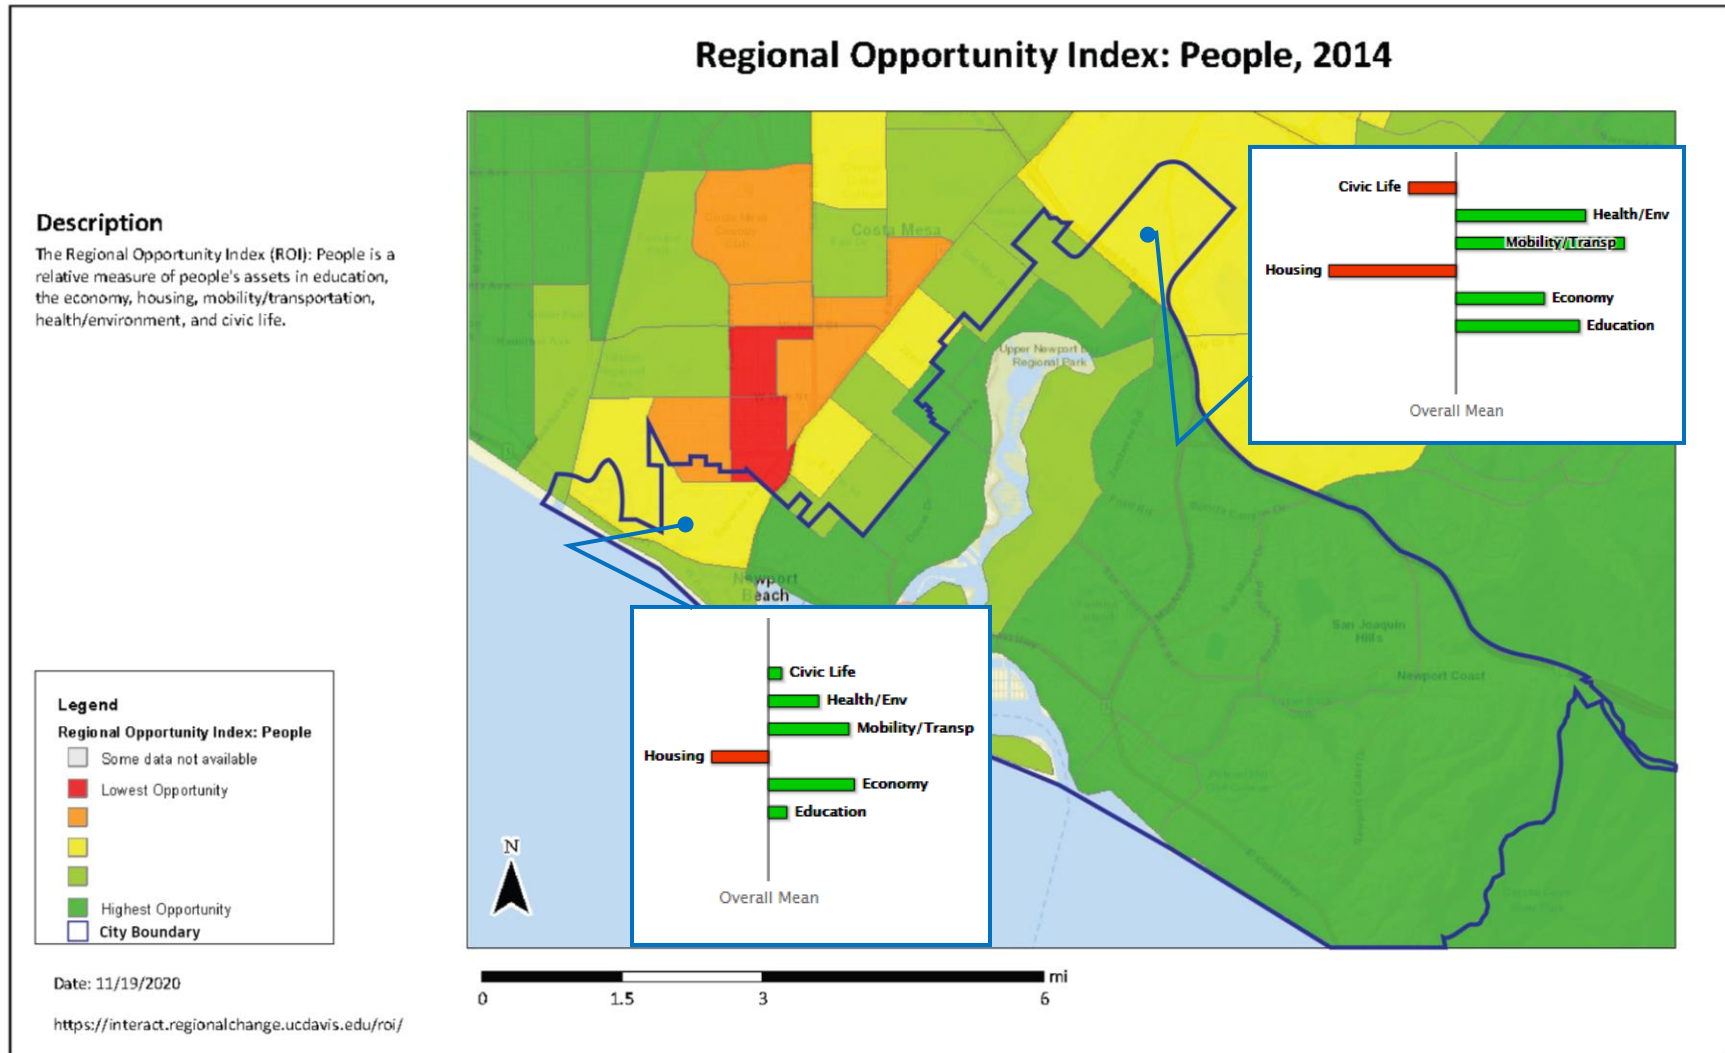 Regional Opportunity Index: People, 2014
Description
The Regional Opportunity Index (ROI): People is a
relative measure of people's assets in education,
the economy, housing, mobility/transportation,
health/environment, and civic life.
Costa Mesa
Upper Newport
Regional Park
Newport
Beach
San Joaquin
Hills
Newport Coast
Civic Life
Health/Env
Mobility/Transp
Housing
Economy
Education
Overall Mean
Civic Life
Health/Env
Mobility/Transp
Housing
Economy
Education
Overall Mean
Legend
Regional Opportunity Index: People
Some data not available
Lowest Opportunity
Highest Opportunity
City Boundary
N
mi
0
1.5
3
6
Date: 11/19/2020
https://interact.regionalchange.ucdavis.edu/roi/